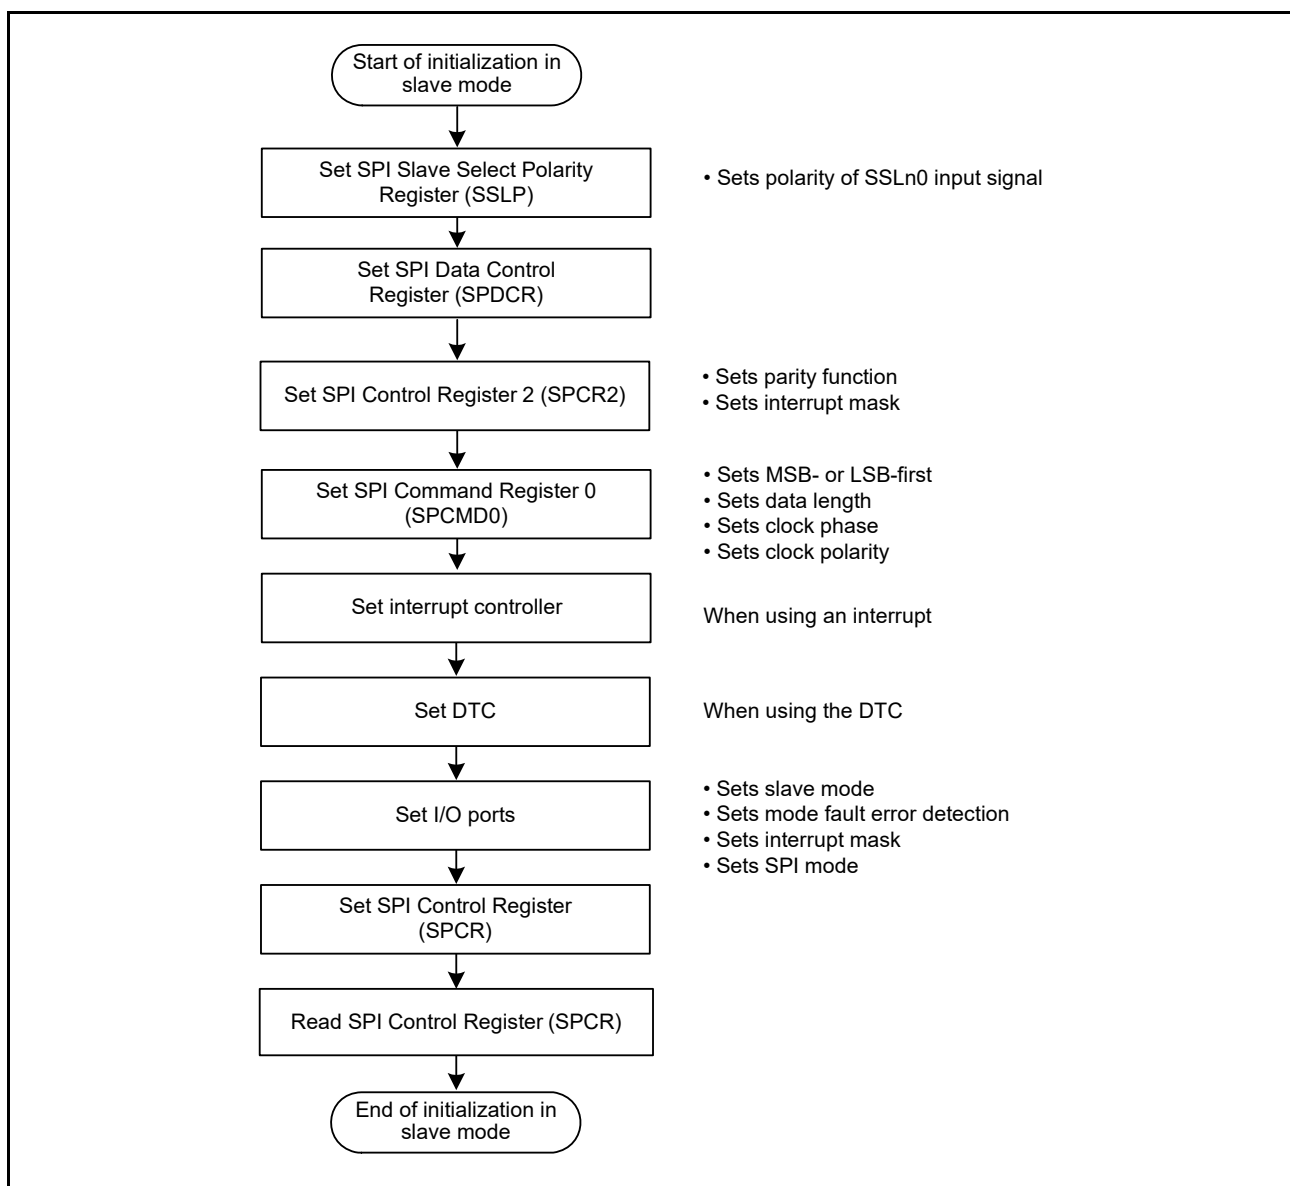 Start of initialization in
slave mode
Set SPI Slave Select Polarity
Register (SSLP)
• Sets polarity of SSLn0 input signal
Set SPI Data Control
Register (SPDCR)
Set SPI Control Register 2 (SPCR2)
• Sets parity function
• Sets interrupt mask
Set SPI Command Register 0
(SPCMD0)
• Sets MSB- or LSB-first
• Sets data length
• Sets clock phase
• Sets clock polarity
Set interrupt controller
When using an interrupt
Set DTC
When using the DTC
Set I/O ports
• Sets slave mode
• Sets mode fault error detection
• Sets interrupt mask
• Sets SPI mode
Set SPI Control Register
(SPCR)
Read SPI Control Register (SPCR)
End of initialization in
slave mode